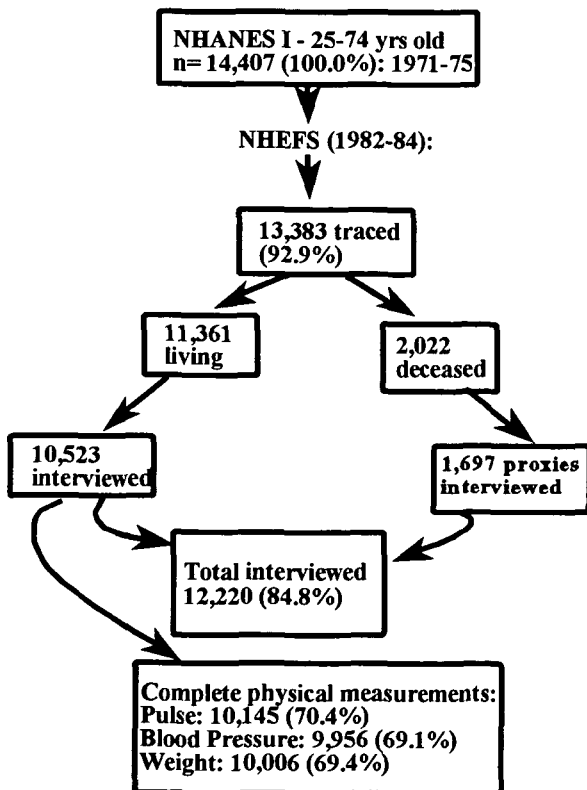 NHANES I - 25-74 yrs old
n= 14,407 (100.0%): 1971-75
NHEFS (1982-84):
13,383 traced
(92.9%)
11,361
living
2,022
deceased
10,523
interviewed
1,697 proxies
interviewed
Total interviewed
12,220 (84.8%)
Complete physical measurements:
Pulse: 10,145 (70.4%)
Blood Pressure: 9,956 (69.1%)
Weight: 10,006 (69.4%)